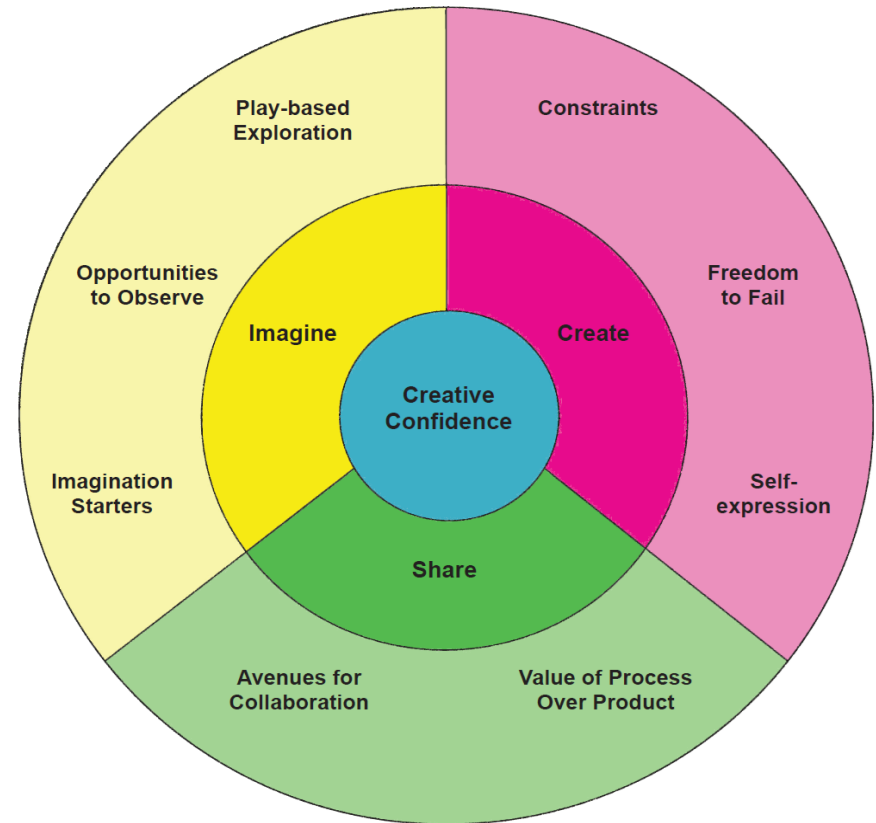 Play-based
Exploration
Constraints
Opportunities
to Observe
Freedom
to Fail
Imagine
Create
Creative
Confidence
Imagination
Starters
Self-
expression
Share
Avenues for
Collaboration
Value of Process
Over Product